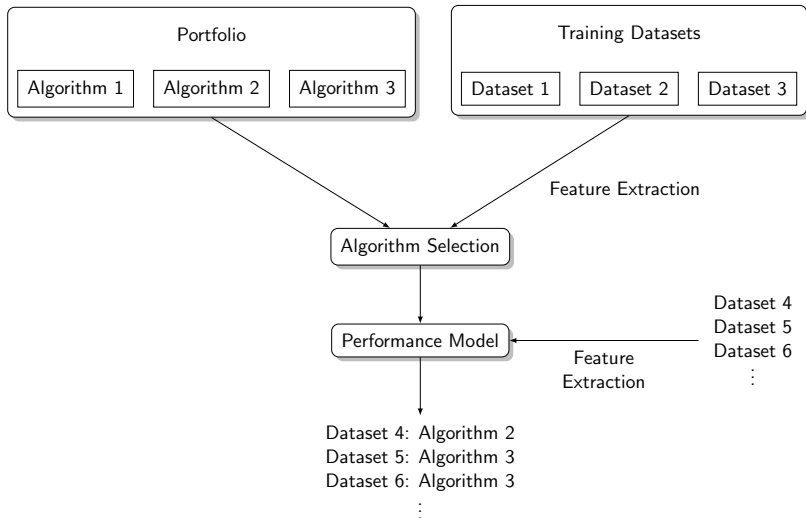 Portfolio
Training Datasets
Algorithm 1 Algorithm 2 Algorithm 3
Dataset 1 Dataset 2 Dataset 3
Feature Extraction
Algorithm Selection
Dataset 4
Dataset 5
Dataset 6
⋮
Performance Model
Feature
Extraction
Dataset 4: Algorithm 2
Dataset 5: Algorithm 3
Dataset 6: Algorithm 3
⋮